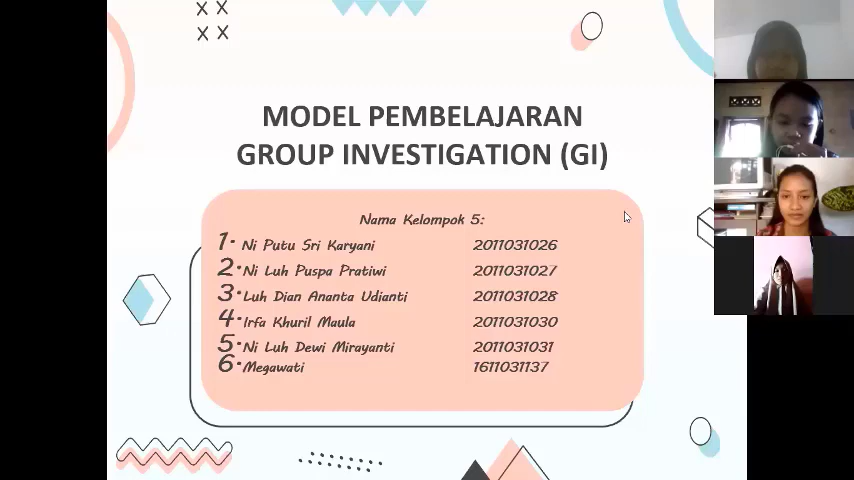 MODEL PEMBELAJARAN
GROUP INVESTIGATION (GI)
Nama Kelompok 5:
1. Ni Putu Sri Karyani 2011031026
2. Ni Luh Puspa Pratiwi 2011031027
3. Luh Dian Ananta Udianti 2011031028
4. Irfa Khuril Maula 2011031030
5. Ni Luh Dewi Mirayanti 2011031031
6. Megawati 1611031137